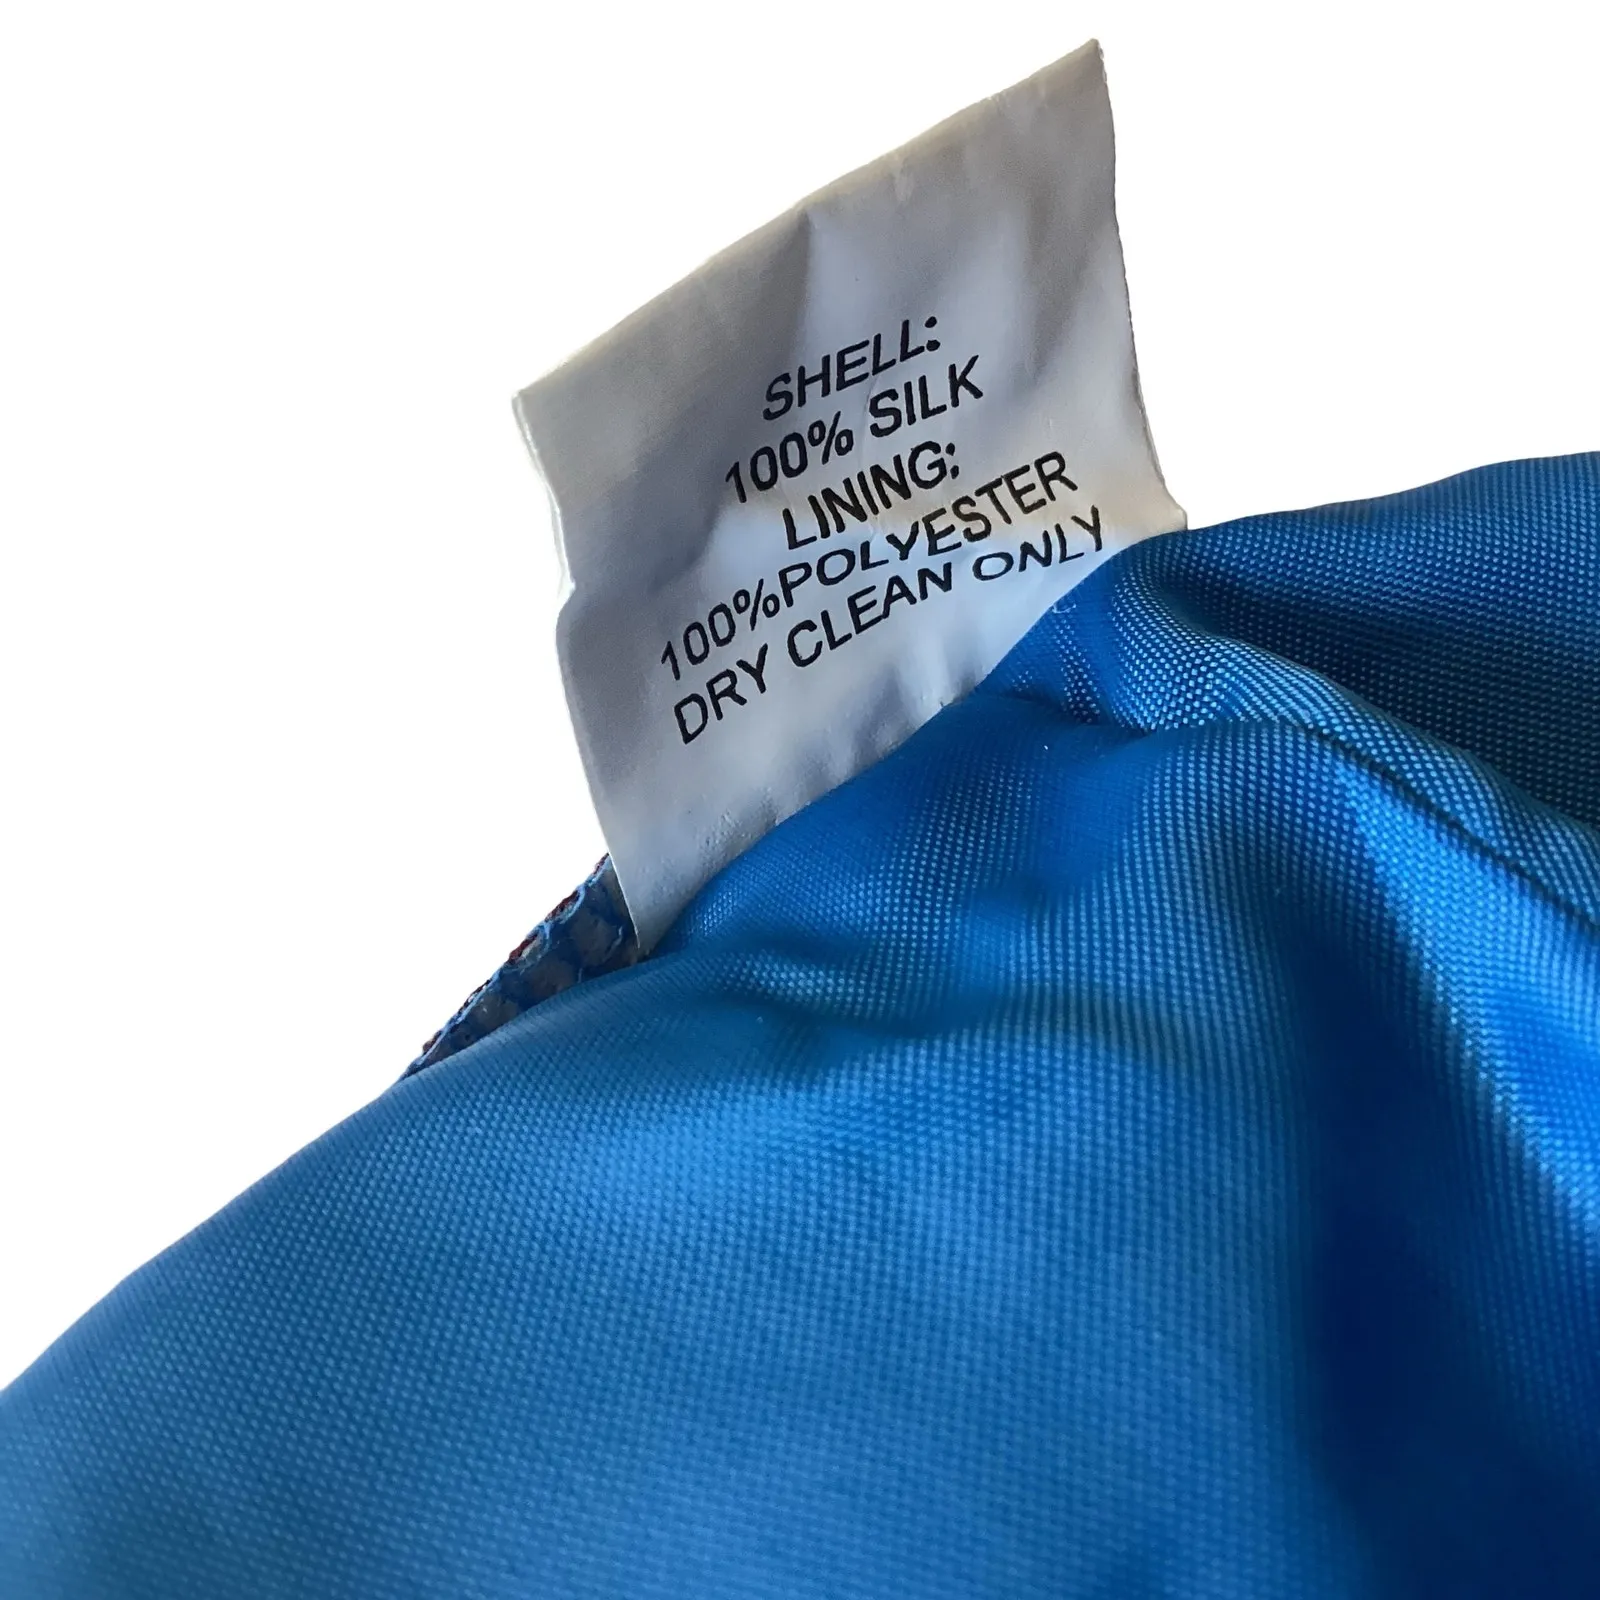 SHELL:
100% SILK
LINING:
100%POLYESTER
DRY CLEAN ONLY